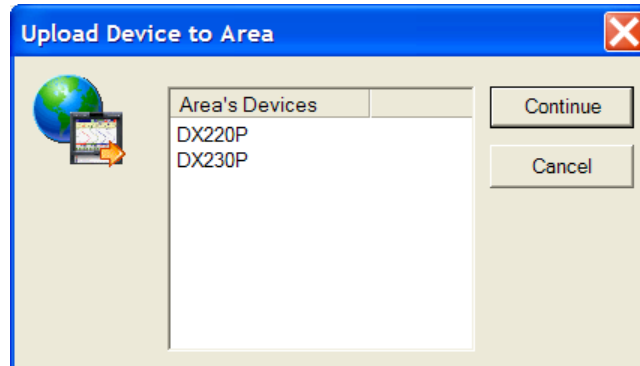 Upload Device to Area
Area's Devices
Continue
DX220P
DX230P
Cancel